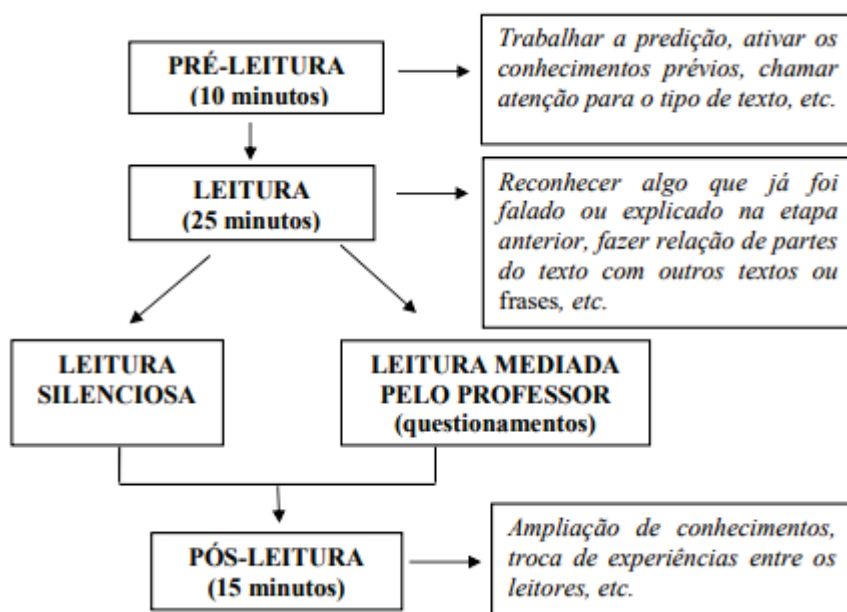 PRÉ-LEITURA
(10 minutos)
Trabalhar a predição, ativar os
conhecimentos prévios, chamar
atenção para o tipo de texto, etc.
LEITURA
(25 minutos)
Reconhecer algo que já foi
falado ou explicado na etapa
anterior, fazer relação de partes
do texto com outros textos ou
frases, etc.
LEITURA
SILENCIOSA
LEITURA MEDIADA
PELO PROFESSOR
(questionamentos)
PÓS-LEITURA
(15 minutos)
Ampliação de conhecimentos,
troca de experiências entre os
leitores, etc.